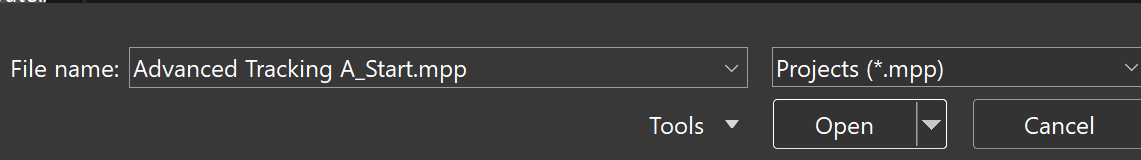 File name: Advanced Tracking A_Start.mpp Projects (*.mpp)
Tools Open Cancel